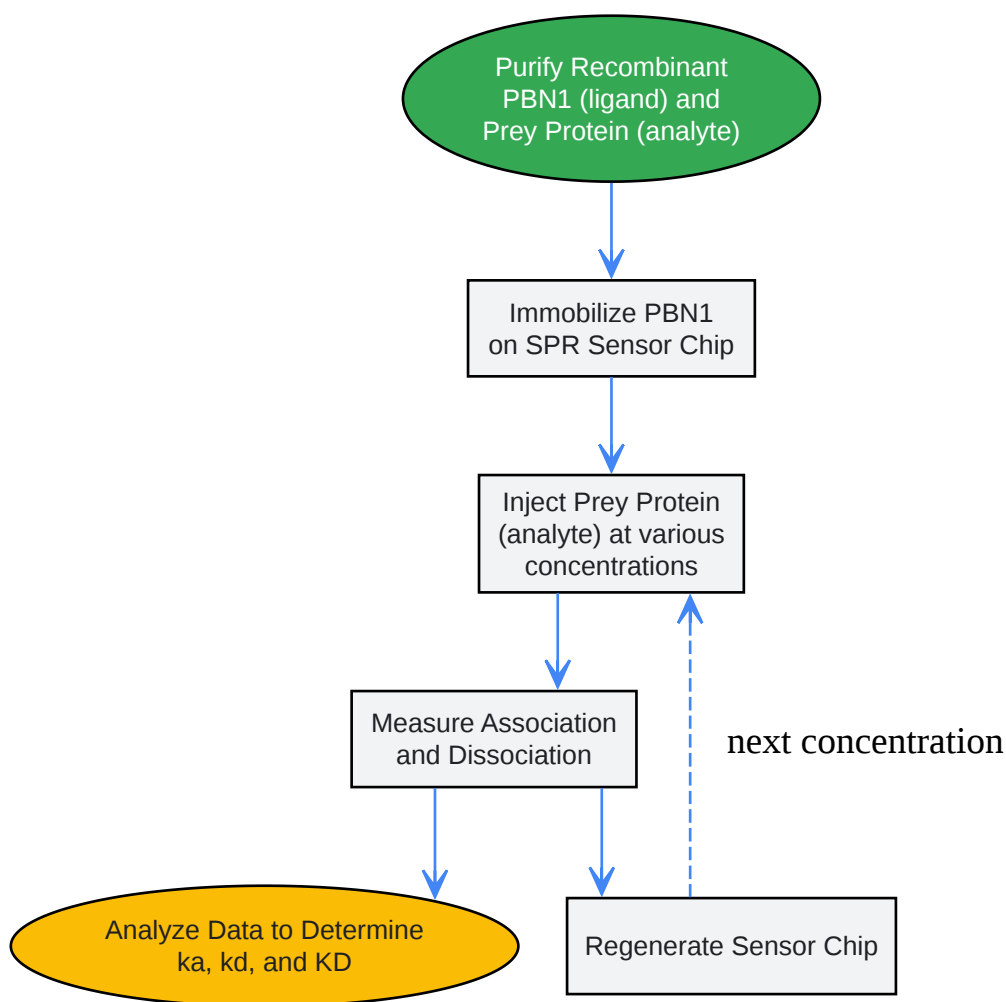 Purify Recombinant
PBN1 (ligand) and
Prey Protein (analyte)
Immobilize PBN1
on SPR Sensor Chip
Inject Prey Protein
(analyte) at various
concentrations
Measure Association
and Dissociation
next concentration
Analyze Data to Determine
ka, kd, and KD
Regenerate Sensor Chip